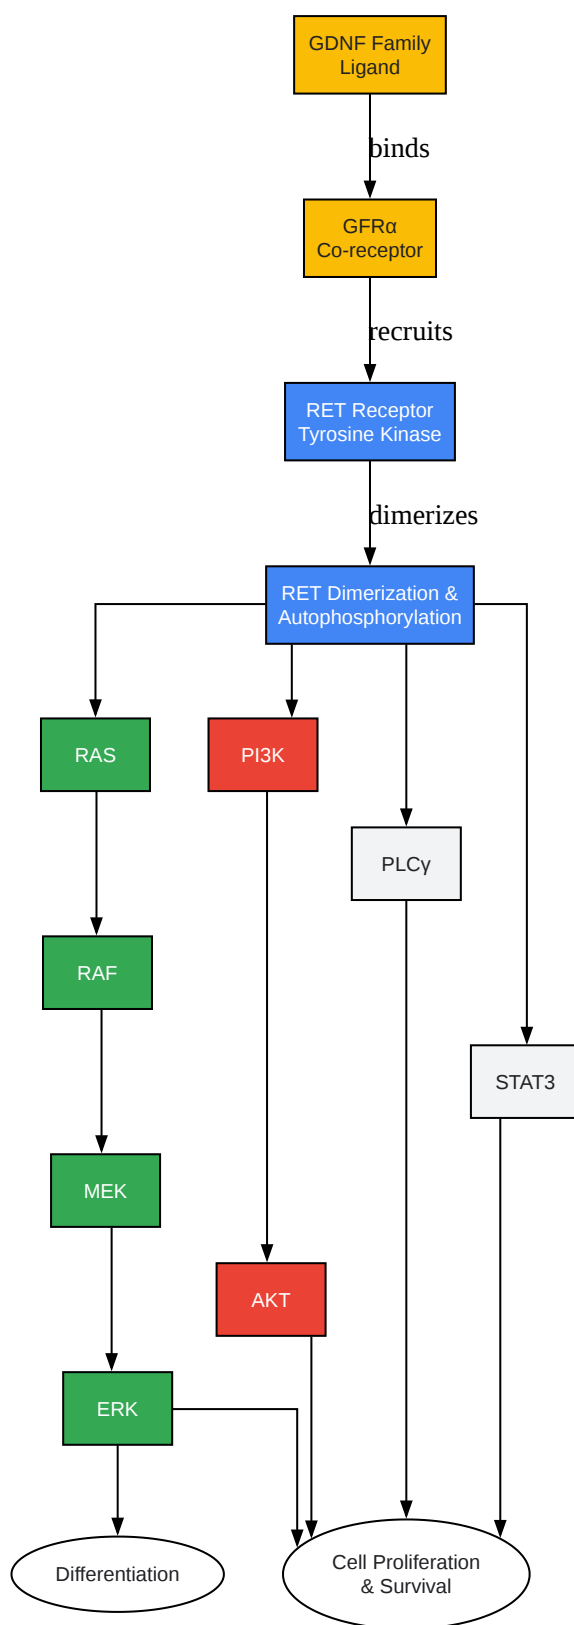 GDNF Family
Ligand
binds
GFRα
Co-receptor
recruits
RET Receptor
Tyrosine Kinase
dimerizes
RET Dimerization &
Autophosphorylation
RAS
PI3K
PLCγ
RAF
STAT3
MEK
AKT
ERK
Differentiation
Cell Proliferation
& Survival